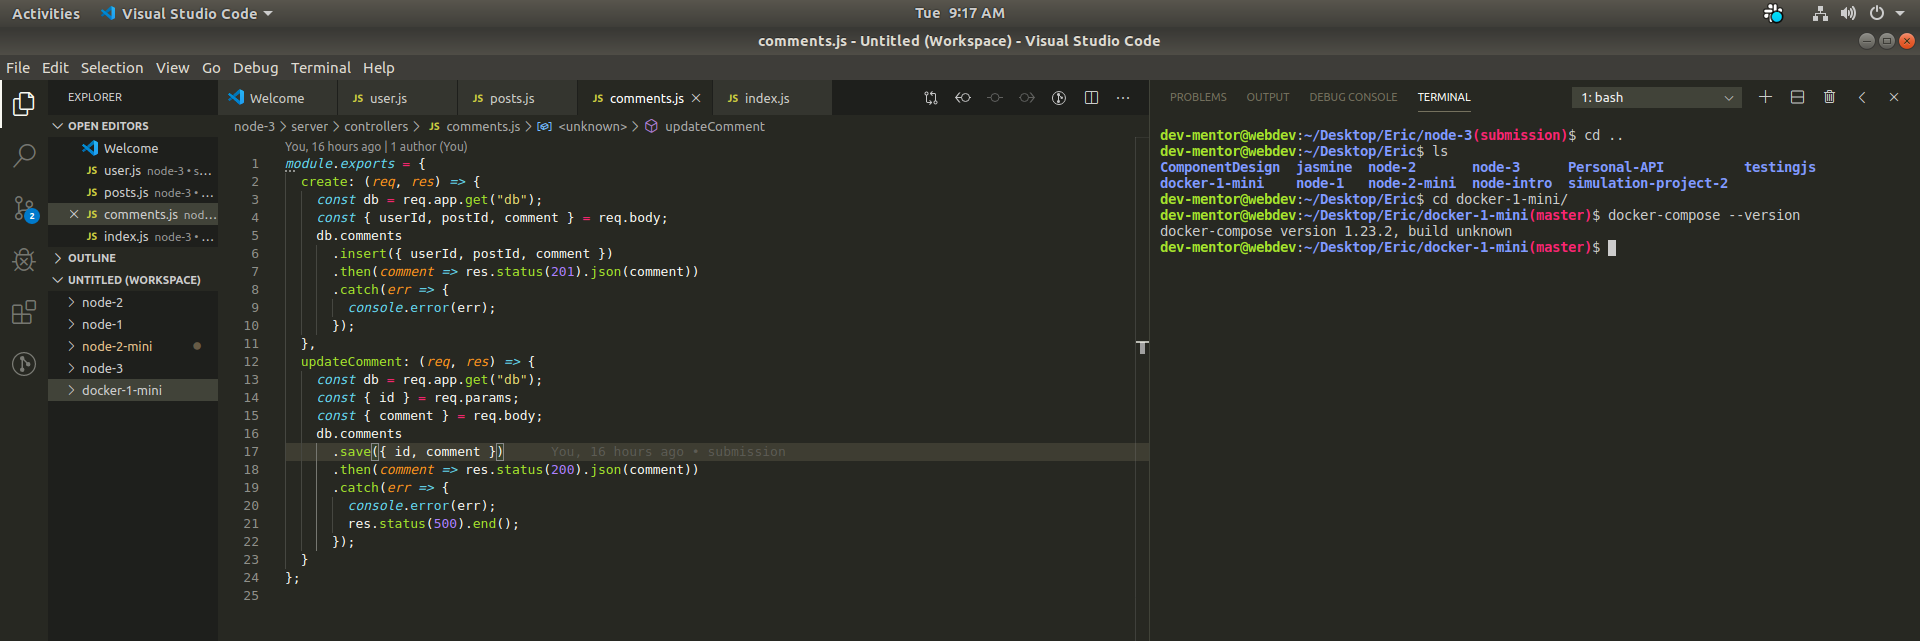 Activities Visual Studio Code Tue 9:17 AM
comments.js - Untitled (Workspace) - Visual Studio Code
File Edit Selection View Go Debug Terminal Help
EXPLORER
OPEN EDITORS
Welcome
JS user.js node-3 • s...
JS posts.js node-3 • ...
JS comments.js nod...
JS index.js node-3 • ...
OUTLINE
UNTITLED (WORKSPACE)
node-2
node-1
node-2-mini
node-3
docker-1-mini
2
Welcome JS user.js JS posts.js JS comments.js JS index.js
node-3 > server > controllers > JS comments.js > <unknown> > updateComment
You, 16 hours ago | 1 author (You)
1 module.exports = {
2 create: (req, res) => {
3 const db = req.app.get("db");
4 const { userId, postId, comment } = req.body;
5 db.comments
6 .insert({ userId, postId, comment })
7 .then(comment => res.status(201).json(comment))
8 .catch(err => {
9 console.error(err);
10 });
11 },
12 updateComment: (req, res) => {
13 const db = req.app.get("db");
14 const { id } = req.params;
15 const { comment } = req.body;
16 db.comments
17 .save({ id, comment }) You, 16 hours ago • submission
18 .then(comment => res.status(200).json(comment))
19 .catch(err => {
20 console.error(err);
21 res.status(500).end();
22 });
23 }
24 };
25
PROBLEMS OUTPUT DEBUG CONSOLE TERMINAL 1: bash
dev-mentor@webdev:~/Desktop/Eric/node-3(submission)$ cd ..
dev-mentor@webdev:~/Desktop/Eric$ ls
ComponentDesign jasmine node-2 node-3 Personal-API testingjs
docker-1-mini node-1 node-2-mini node-intro simulation-project-2
dev-mentor@webdev:~/Desktop/Eric$ cd docker-1-mini/
dev-mentor@webdev:~/Desktop/Eric/docker-1-mini(master)$ docker-compose --version
docker-compose version 1.23.2, build unknown
dev-mentor@webdev:~/Desktop/Eric/docker-1-mini(master)$